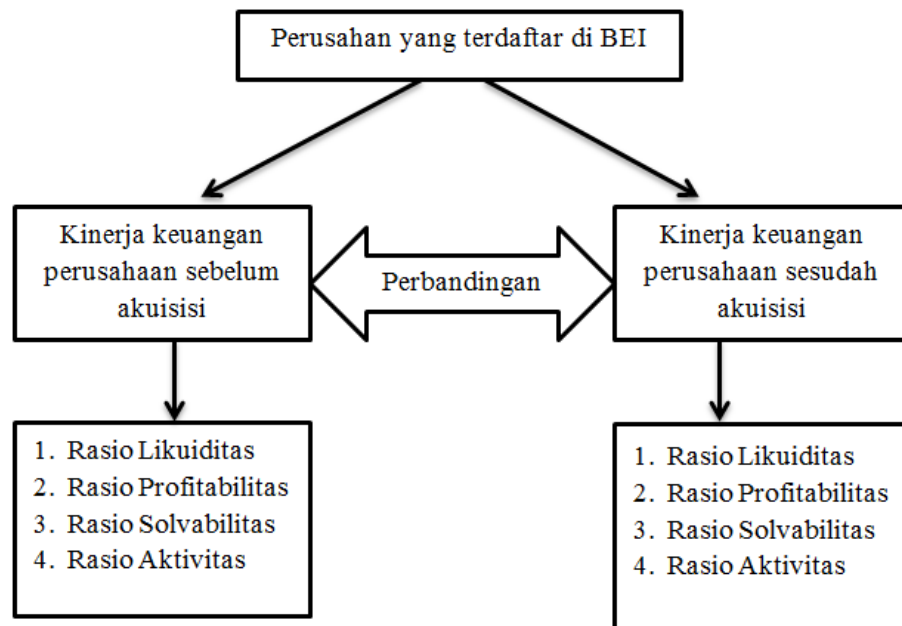 Perusahan yang terdaftar di BEI
Kinerja keuangan
perusahaan sebelum
akuisisi
Perbandingan
Kinerja keuangan
perusahaan sesudah
akuisisi
1. Rasio Likuiditas
2. Rasio Profitabilitas
3. Rasio Solvabilitas
4. Rasio Aktivitas
1. Rasio Likuiditas
2. Rasio Profitabilitas
3. Rasio Solvabilitas
4. Rasio Aktivitas